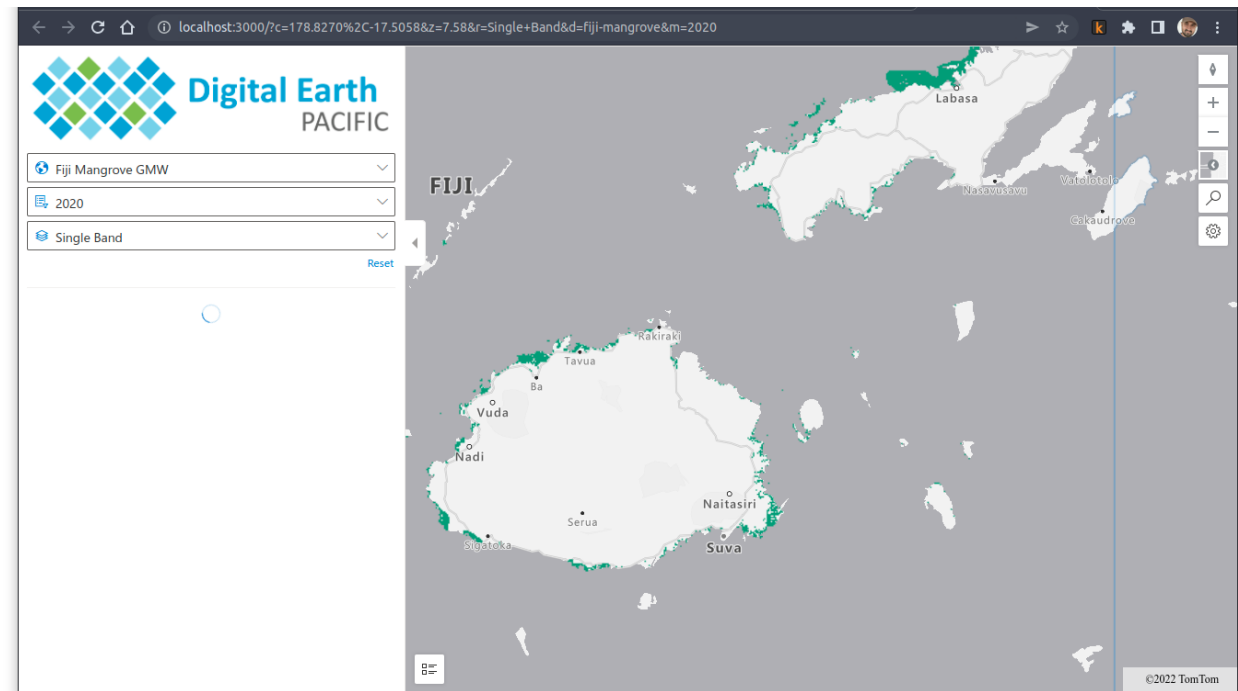 localhost:3000/?c=178.8270%2C-17.5058&z=7.58&r=Single+Band&d=fiji-mangrove&m=2020
k
Digital Earth
PACIFIC
Fiji Mangrove GMW
2020
Single Band
Reset
Labasa
FIJI
Nasavusavu
Cakaudrove
Rakiraki
Tavua
Ba
Vuda
Nadi
Naitasiri
Serua
Sigatoka
Suva
©2022 TomTom